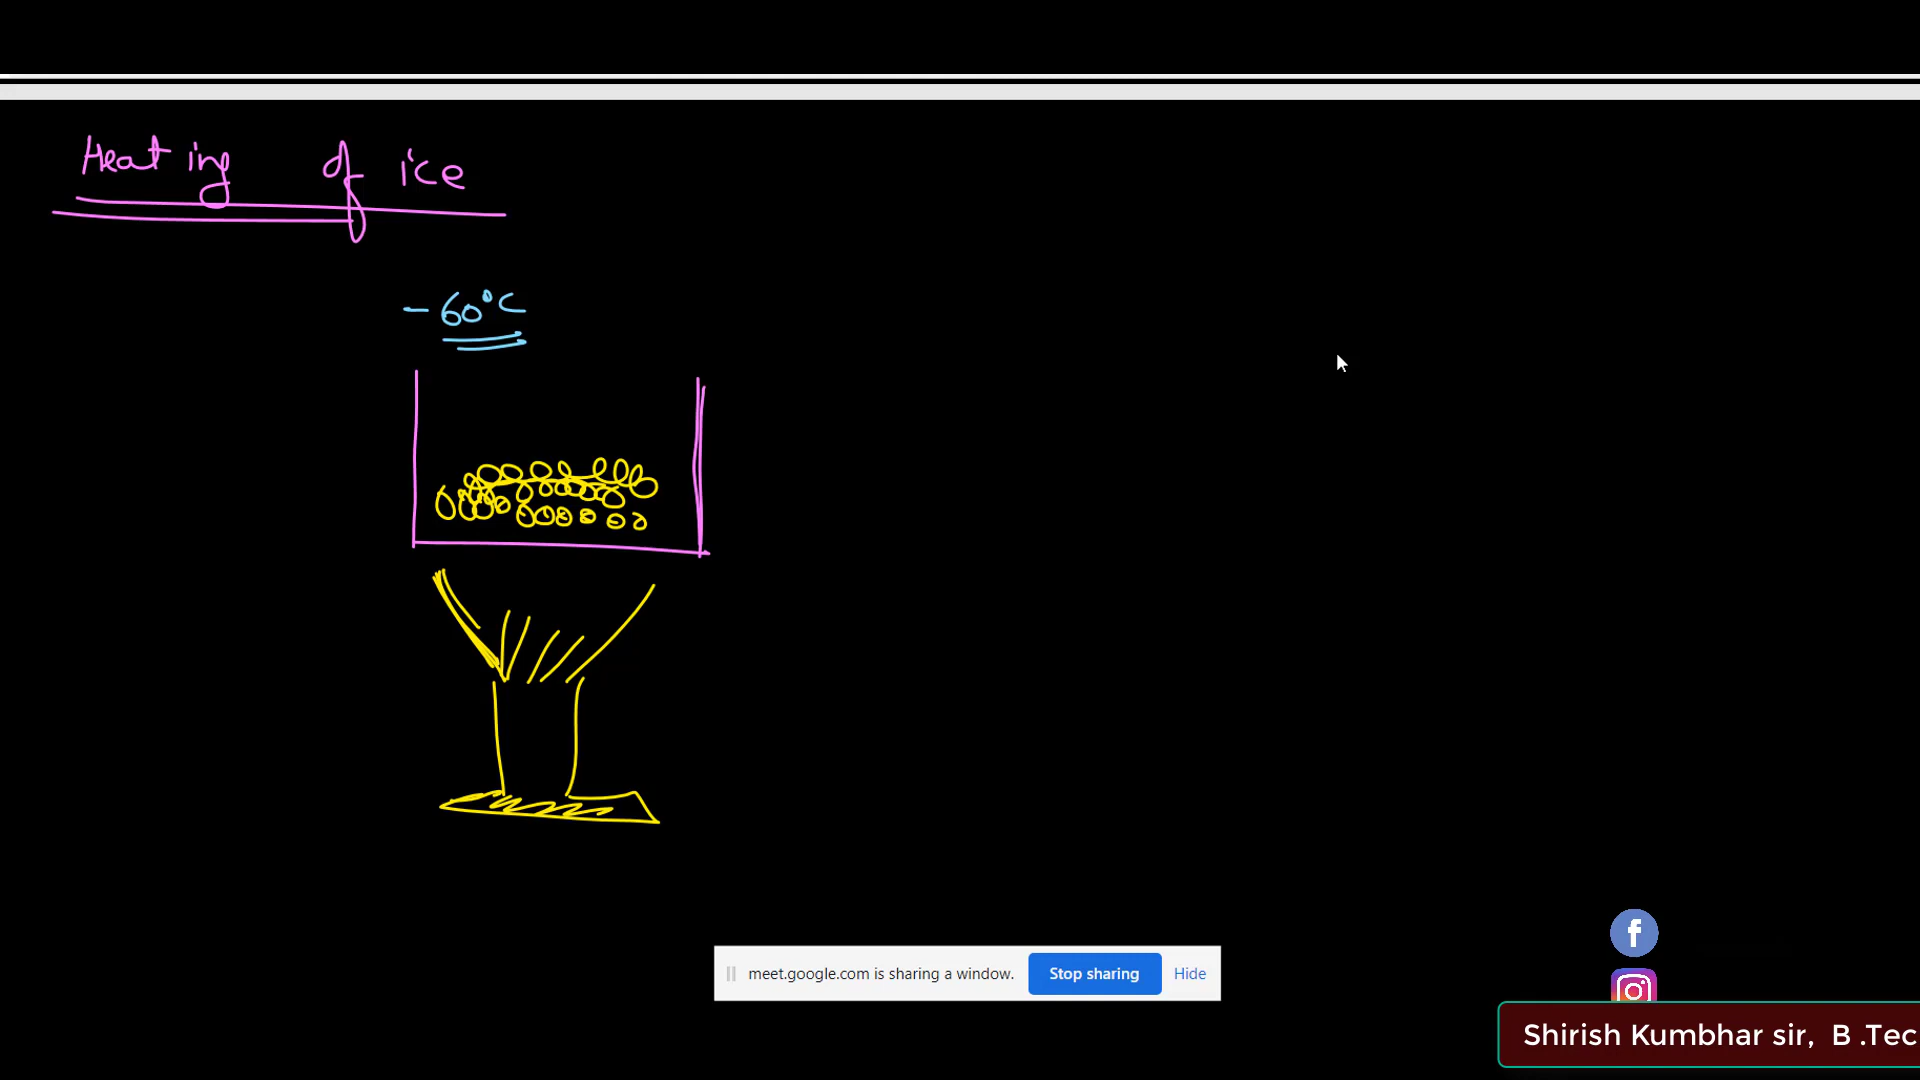 Heating of ice
- 60°C
meet.google.com is sharing a window. Stop sharing Hide
f
Shirish Kumbhar sir, B .Tec